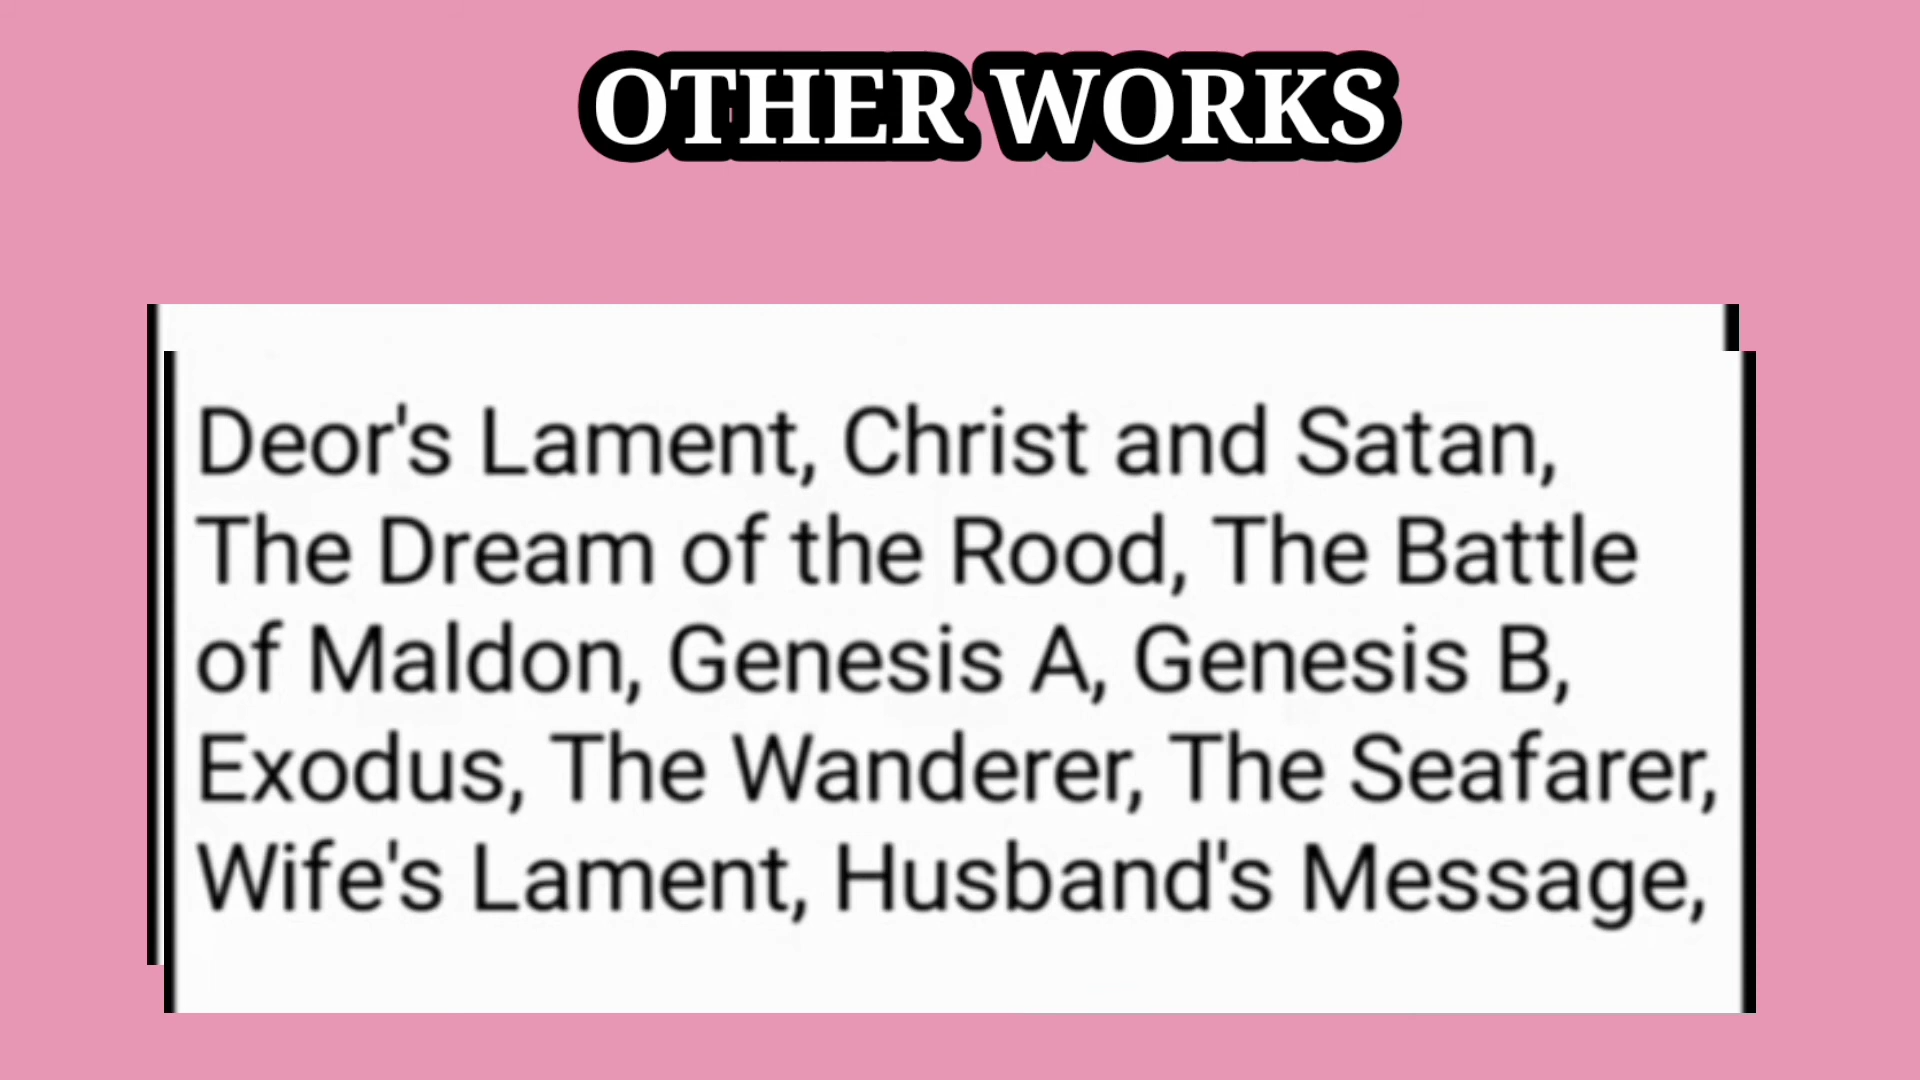 OTHER WORKS
Deor's Lament, Christ and Satan,
The Dream of the Rood, The Battle
of Maldon, Genesis A, Genesis B,
Exodus, The Wanderer, The Seafarer,
Wife's Lament, Husband's Message,